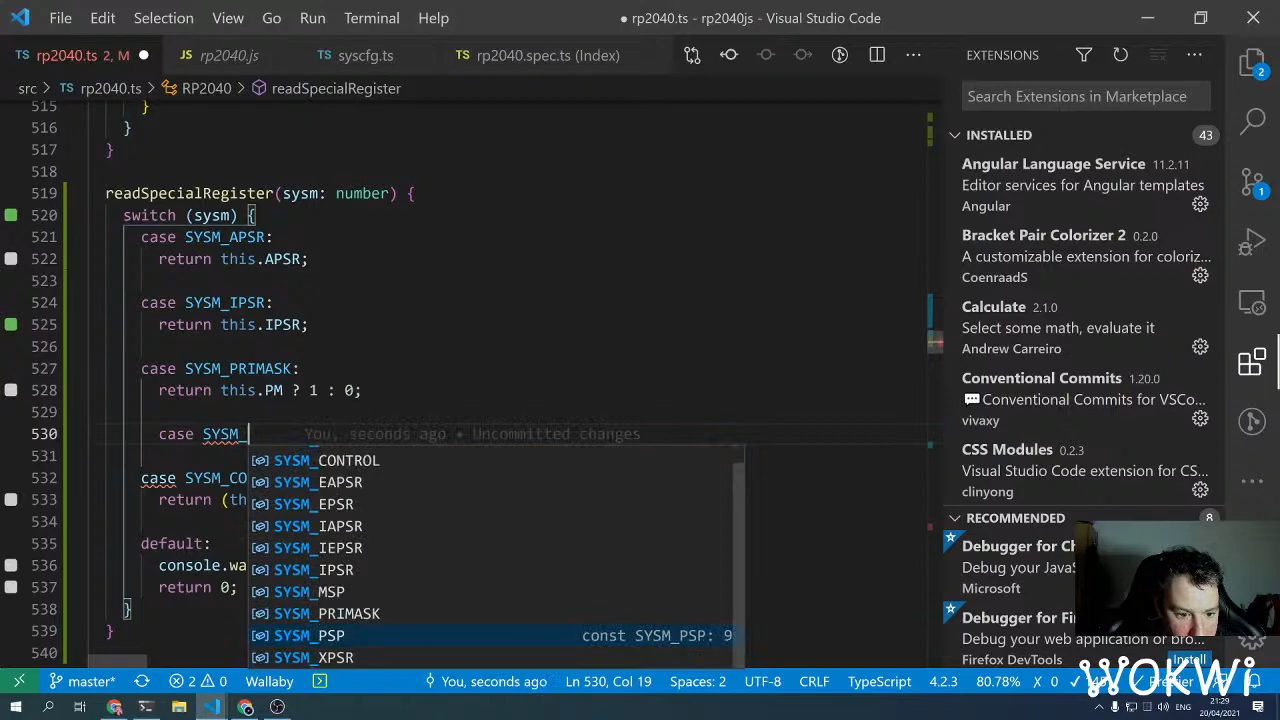 File Edit Selection View Go Run Terminal Help
● rp2040.ts - rp2040js - Visual Studio Code
TS rp2040.ts 2, M ●
JS rp2040.js
TS syscfg.ts
TS rp2040.spec.ts (Index)
···
EXTENSIONS
src > TS rp2040.ts > RP2040 > readSpecialRegister
Search Extensions in Marketplace
515 }
516 }
517 }
518
519 readSpecialRegister(sysm: number) {
520 switch (sysm) {
521 case SYSM_APSR:
522 return this.APSR;
523
524 case SYSM_IPSR:
525 return this.IPSR;
526
527 case SYSM_PRIMASK:
528 return this.PM ? 1 : 0;
529
530 case SYSM_ You, seconds ago • Uncommitted changes
531
532 case SYSM_CO
533 return (th
534
535 default:
536 console.wa
537 return 0;
538 }
539 }
540
SYSM_CONTROL
SYSM_EAPSR
SYSM_EPSR
SYSM_IAPSR
SYSM_IEPSR
SYSM_IPSR
SYSM_MSP
SYSM_PRIMASK
SYSM_PSP const SYSM_PSP: 9
SYSM_XPSR
INSTALLED 43
Angular Language Service 11.2.11
Editor services for Angular templates
Angular
Bracket Pair Colorizer 2 0.2.0
A customizable extension for coloriz...
CoenraadS
Calculate 2.1.0
Select some math, evaluate it
Andrew Carreiro
Conventional Commits 1.20.0
Conventional Commits for VSCo...
vivaxy
CSS Modules 2.1.0
Visual Studio Code extension for CS...
clinyong
RECOMMENDED 8
Debugger for Ch
Debug your JavaS
Microsoft
Debugger for Fir
Debug your web application or bro...
Firefox DevTools
Install
2
1
master*
2 0
Wallaby
You, seconds ago
Ln 530, Col 19
Spaces: 2
UTF-8
CRLF
TypeScript
4.2.3
80.78%
X 0
WOKWi
ENG
21:29
20/04/2021